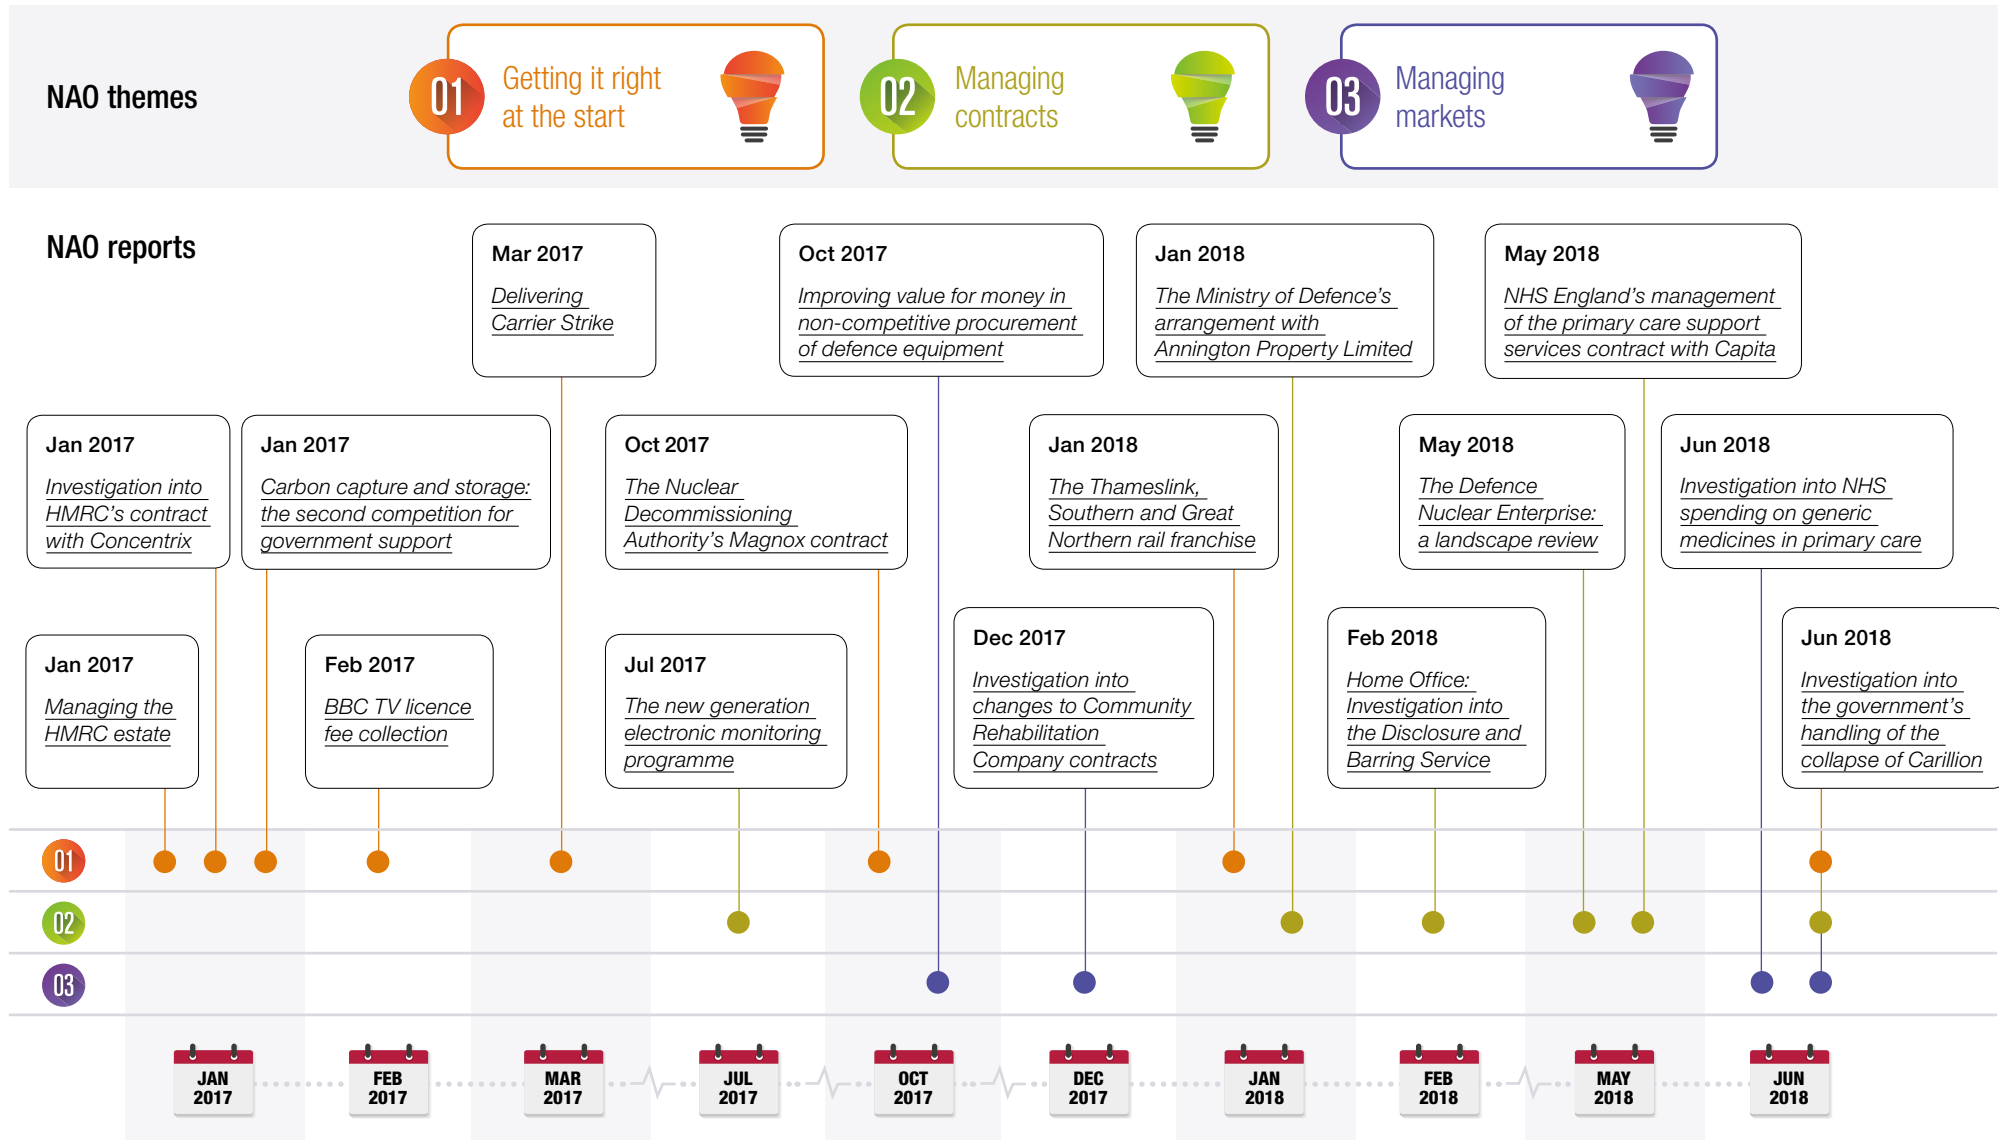 NAO themes
01
Getting it right
at the start
02
Managing
contracts
03
Managing
markets
NAO reports
Mar 2017
Delivering
Carrier Strike
Oct 2017
Improving value for money in
non-competitive procurement
of defence equipment
Jan 2018
The Ministry of Defence's
arrangement with
Annington Property Limited
May 2018
NHS England's management
of the primary care support
services contract with Capita
Jan 2017
Investigation into
HMRC's contract
with Concentrix
Jan 2017
Carbon capture and storage:
the second competition for
government support
Oct 2017
The Nuclear
Decommissioning
Authority's Magnox contract
Jan 2018
The Thameslink,
Southern and Great
Northern rail franchise
May 2018
The Defence
Nuclear Enterprise:
a landscape review
Jun 2018
Investigation into NHS
spending on generic
medicines in primary care
Jan 2017
Managing the
HMRC estate
Feb 2017
BBC TV licence
fee collection
Jul 2017
The new generation
electronic monitoring
programme
Dec 2017
Investigation into
changes to Community
Rehabilitation
Company contracts
Feb 2018
Home Office:
Investigation into
the Disclosure and
Barring Service
Jun 2018
Investigation into
the government's
handling of the
collapse of Carillion
01
02
03
JAN
2017
FEB
2017
MAR
2017
JUL
2017
OCT
2017
DEC
2017
JAN
2018
FEB
2018
MAY
2018
JUN
2018